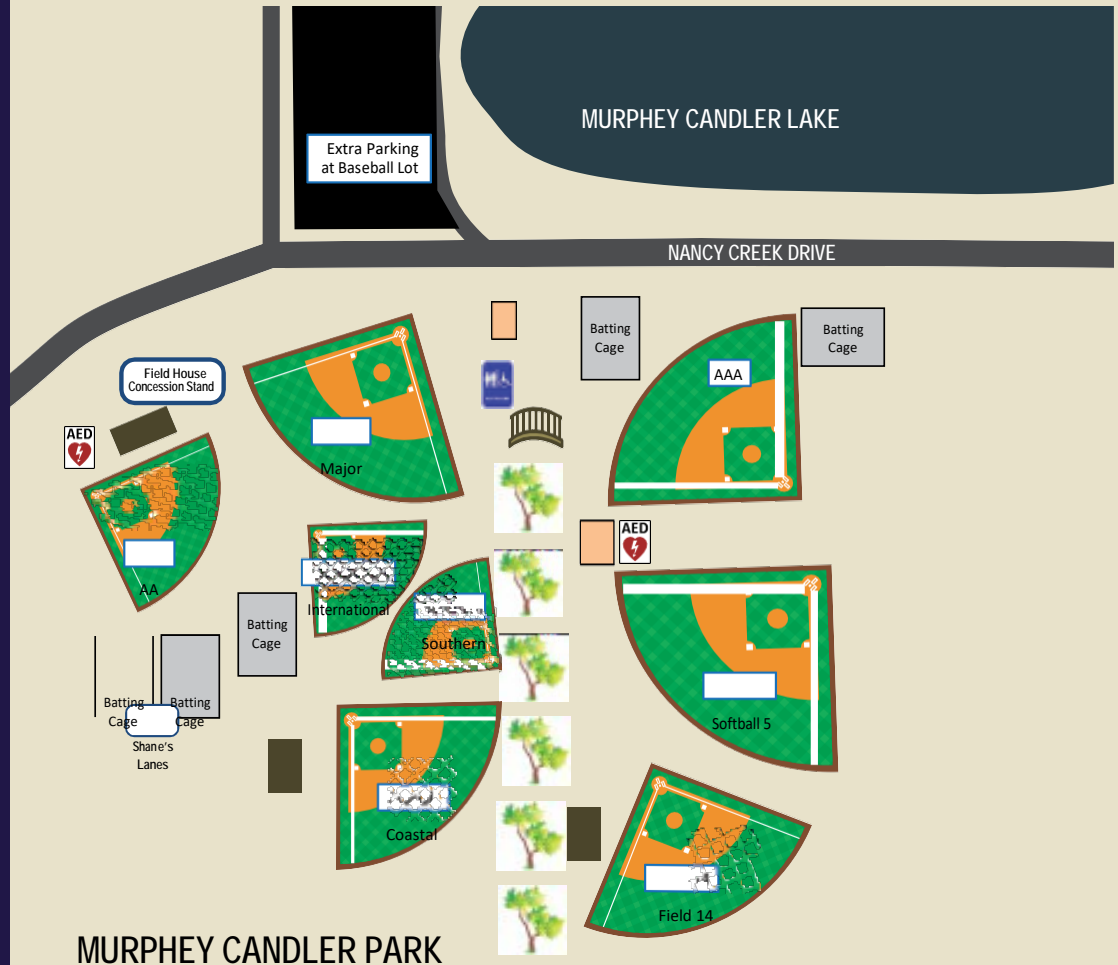 MURPHEY CANDLER LAKE
Extra Parking
at Baseball Lot
NANCY CREEK DRIVE
Batting
Cage
Batting
Cage
Field House
Concession Stand
AAA
AED
Major
AED
AA
International
Batting
Cage
Southern
Batting
Cage
Batting
Cage
Shane's
Lanes
Softball 5
Coastal
Field 14
MURPHEY CANDLER PARK